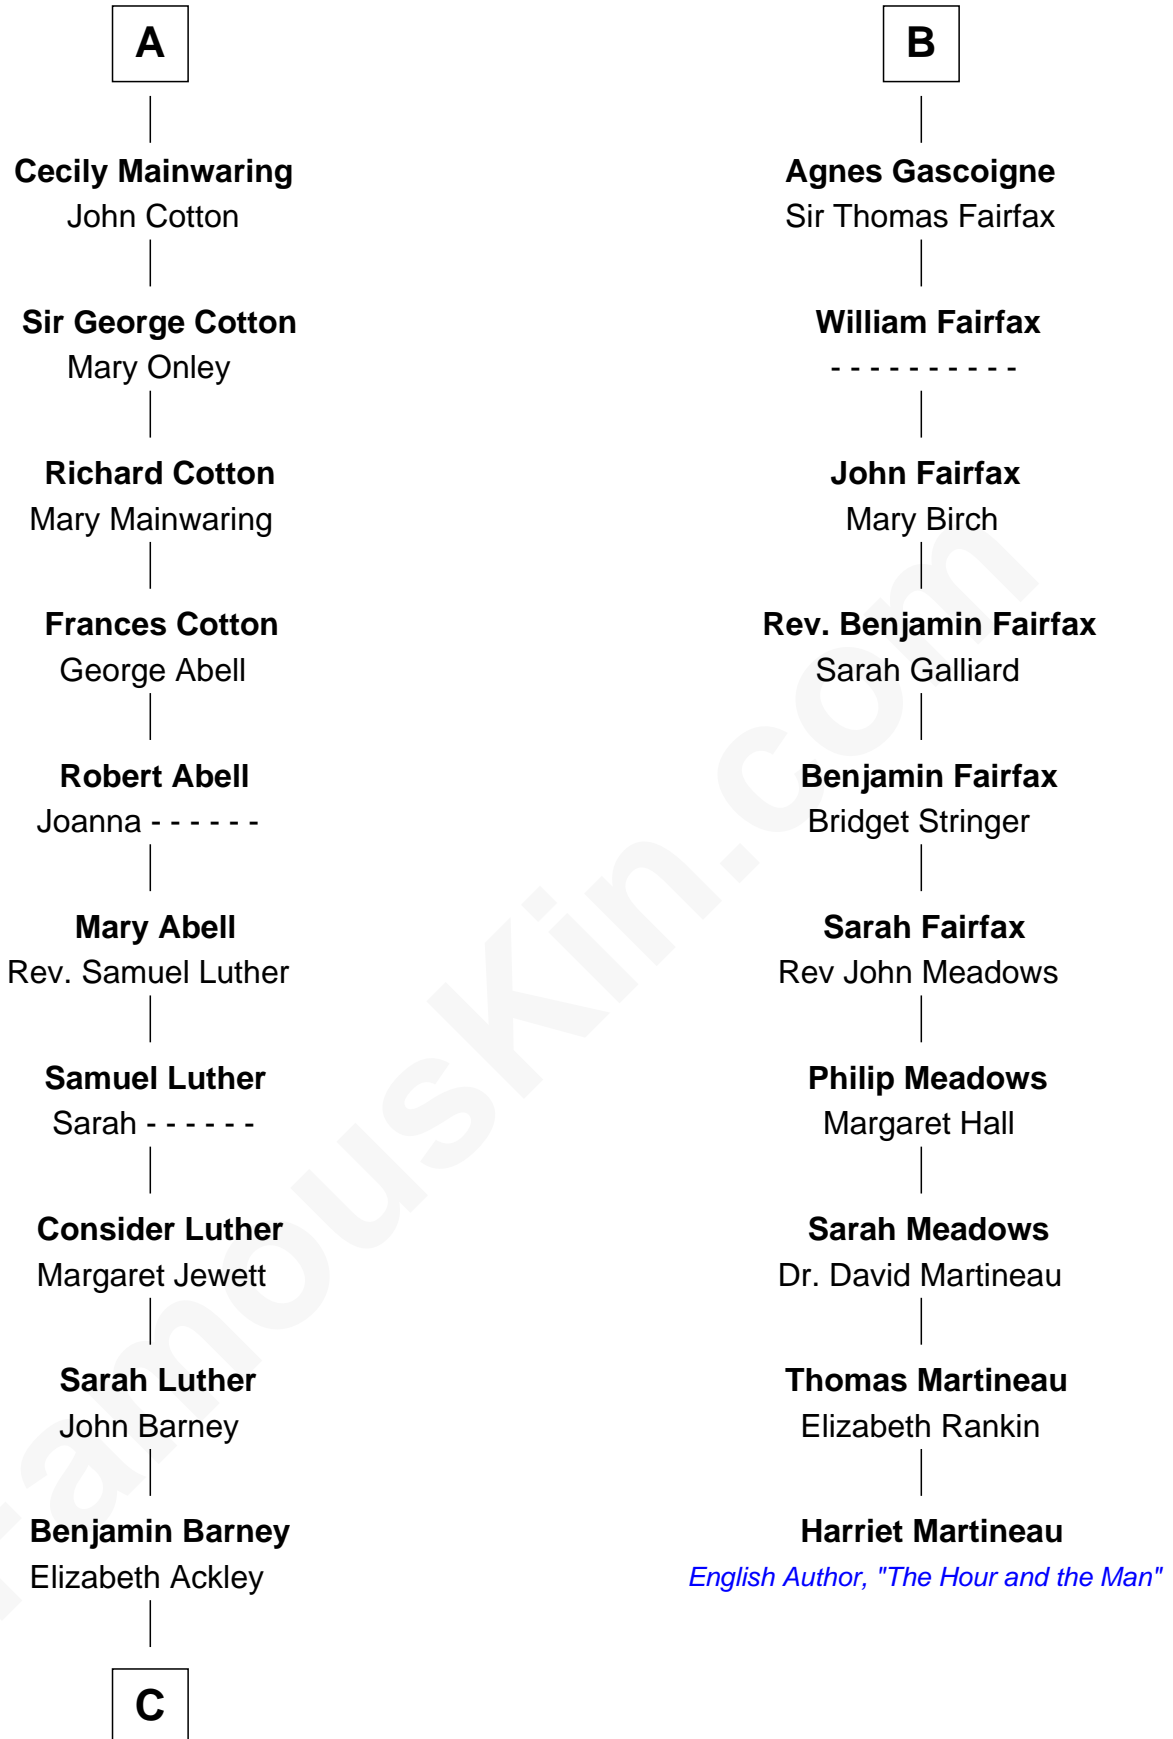 A
Cecily Mainwaring
John Cotton
Sir George Cotton
Mary Onley
Richard Cotton
Mary Mainwaring
Frances Cotton
George Abell
Robert Abell
Joanna - - - - - -
Mary Abell
Rev. Samuel Luther
Samuel Luther
Sarah - - - - - -
Consider Luther
Margaret Jewett
Sarah Luther
John Barney
Benjamin Barney
Elizabeth Ackley
C
B
Agnes Gascoigne
Sir Thomas Fairfax
William Fairfax
- - - - - - - - - -
John Fairfax
Mary Birch
Rev. Benjamin Fairfax
Sarah Galliard
Benjamin Fairfax
Bridget Stringer
Sarah Fairfax
Rev John Meadows
Philip Meadows
Margaret Hall
Sarah Meadows
Dr. David Martineau
Thomas Martineau
Elizabeth Rankin
Harriet Martineau
English Author, "The Hour and the Man"
FamousKin.com